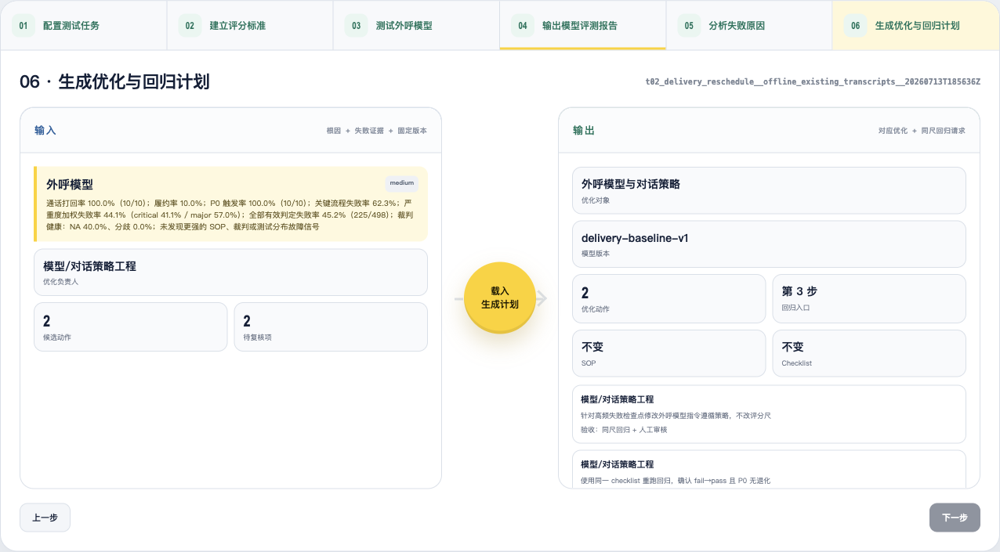 01 配置测试任务
02 建立评分标准
03 测试外呼模型
04 输出模型评测报告
05 分析失败原因
06 生成优化与回归计划
06 · 生成优化与回归计划
t02_delivery_reschedule__offline_existing_transcripts__20260713T185636Z
输入
根因 + 失败证据 + 固定版本
外呼模型
medium
通话打回率 100.0%（10/10）；履约率 10.0%；P0 触发率 100.0%（10/10）；关键流程失败率 62.3%；严
重度加权失败率 44.1%（critical 41.1% / major 57.0%）；全部有效判定失败率 45.2%（225/498）；裁判
健康：NA 40.0%、分歧 0.0%；未发现更强的 SOP、裁判或测试分布故障信号
模型/对话策略工程
优化负责人
2
候选动作
2
待复核项
载入
生成计划
输出
对应优化 + 同尺回归请求
外呼模型与对话策略
优化对象
delivery-baseline-v1
模型版本
2
优化动作
第 3 步
回归入口
不变
SOP
不变
Checklist
模型/对话策略工程
针对高频失败检查点修改外呼模型指令遵循策略，不改评分尺
验收：同尺回归 + 人工审核
模型/对话策略工程
使用同一 checklist 重跑回归，确认 fail→pass 且 P0 无退化
上一步
下一步